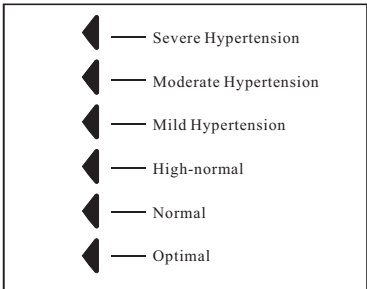 Severe Hypertension
Moderate Hypertension
Mild Hypertension
High-normal
Normal
Optimal